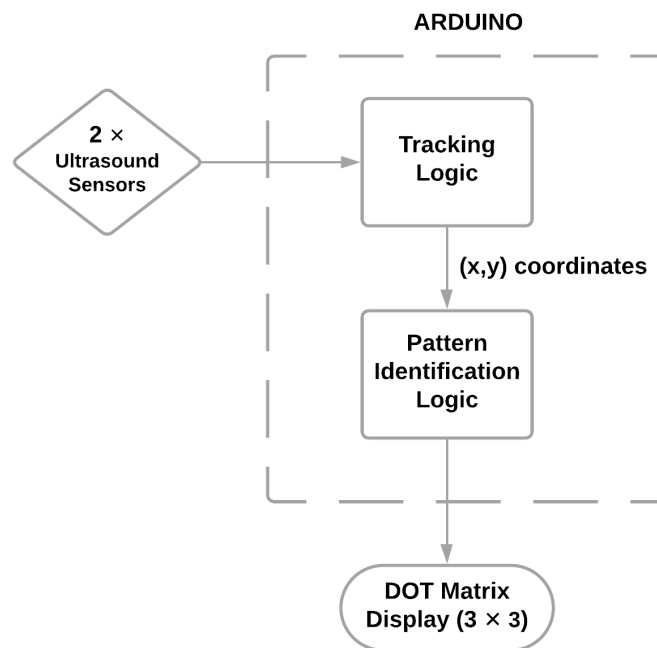 ARDUINO
2 ×
Ultrasound
Sensors
Tracking
Logic
(x,y) coordinates
Pattern
Identification
Logic
DOT Matrix
Display (3 × 3)